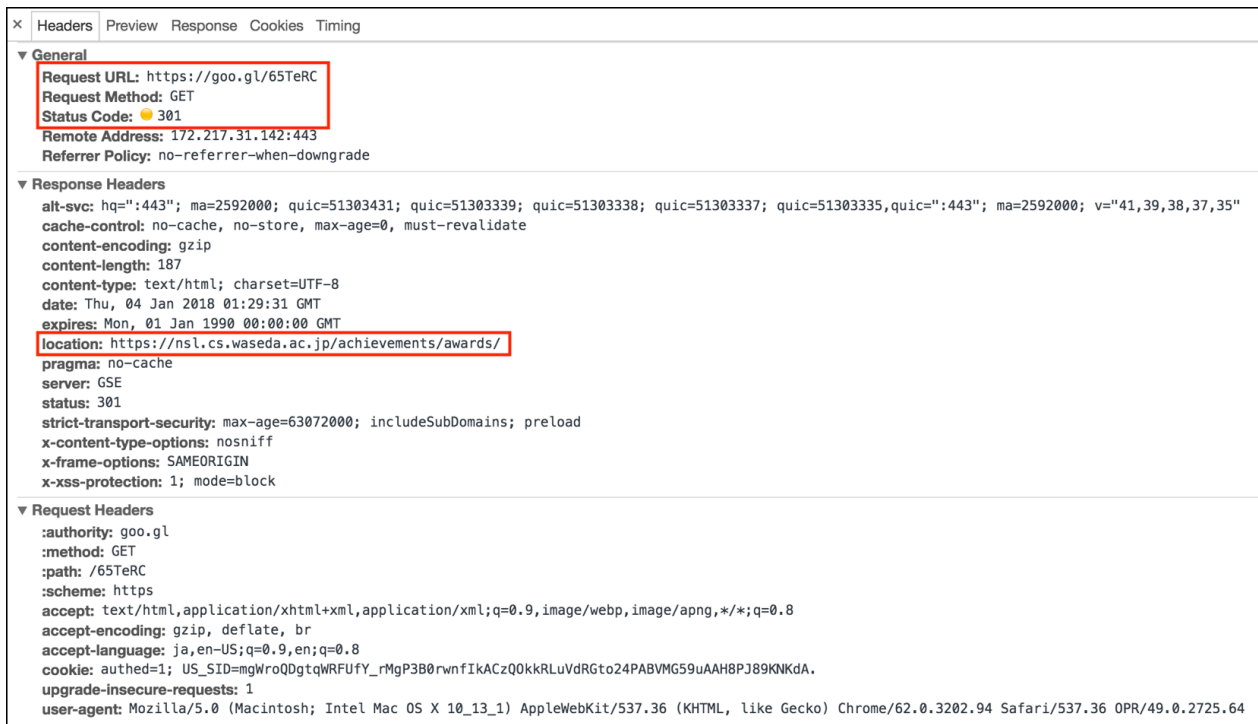 × Headers Preview Response Cookies Timing
▼ General
Request URL: https://goo.gl/65TeRC
Request Method: GET
Status Code: 301
Remote Address: 172.217.31.142:443
Referrer Policy: no-referrer-when-downgrade
▼ Response Headers
alt-svc: hq=":443"; ma=2592000; quic=51303431; quic=51303339; quic=51303338; quic=51303337; quic=51303335,quic=":443"; ma=2592000; v="41,39,38,37,35"
cache-control: no-cache, no-store, max-age=0, must-revalidate
content-encoding: gzip
content-length: 187
content-type: text/html; charset=UTF-8
date: Thu, 04 Jan 2018 01:29:31 GMT
expires: Mon, 01 Jan 1990 00:00:00 GMT
location: https://nsl.cs.waseda.ac.jp/achievements/awards/
pragma: no-cache
server: GSE
status: 301
strict-transport-security: max-age=63072000; includeSubDomains; preload
x-content-type-options: nosniff
x-frame-options: SAMEORIGIN
x-xss-protection: 1; mode=block
▼ Request Headers
:authority: goo.gl
:method: GET
:path: /65TeRC
:scheme: https
accept: text/html,application/xhtml+xml,application/xml;q=0.9,image/webp,image/apng,*/*;q=0.8
accept-encoding: gzip, deflate, br
accept-language: ja,en-US;q=0.9,en;q=0.8
cookie: authed=1; US_SID=mgWroQDgtqWRFUfY_rMgP3B0rwnfIkACzQOkkRLuVdRGto24PABVMG59uAAH8PJ89KNKdA.
upgrade-insecure-requests: 1
user-agent: Mozilla/5.0 (Macintosh; Intel Mac OS X 10_13_1) AppleWebKit/537.36 (KHTML, like Gecko) Chrome/62.0.3202.94 Safari/537.36 OPR/49.0.2725.64